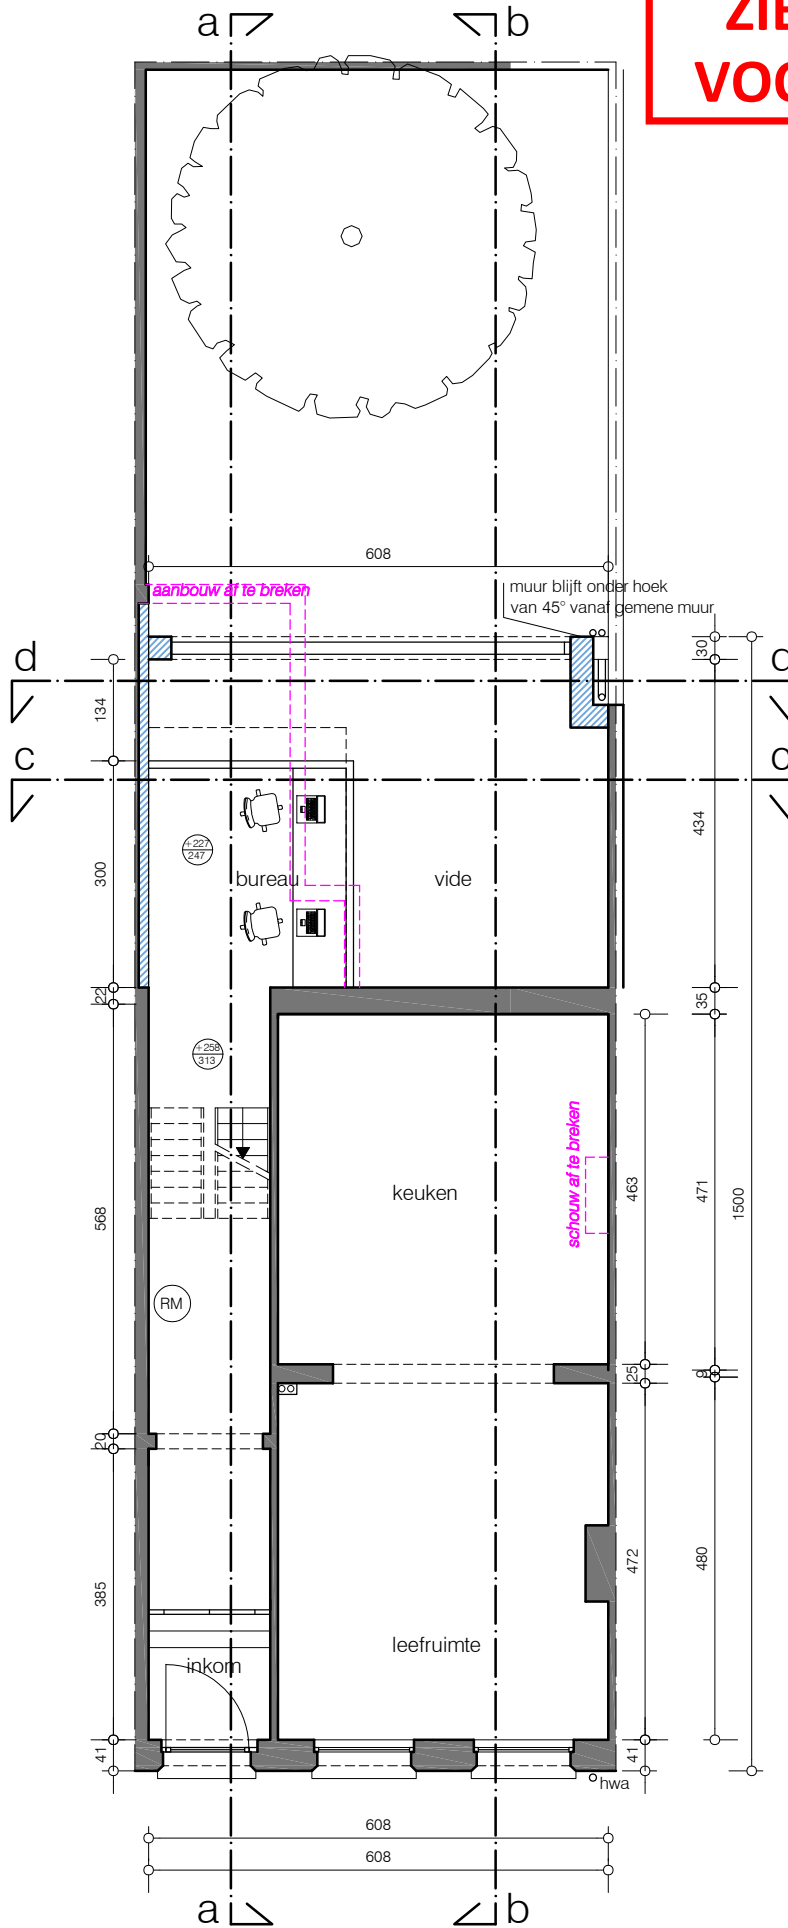 a
b
608
aanbouw af te breken
muur blijft onder hoek
van 45° vanaf gemene muur
30
d
134
c
434
+227
247
300
bureau
vide
22
35
+258
313
schouw af te breken
keuken
463
471
1500
568
RM
25
9
20
472
480
385
leefruimte
inkom
41
41
hwa
608
608
a
b